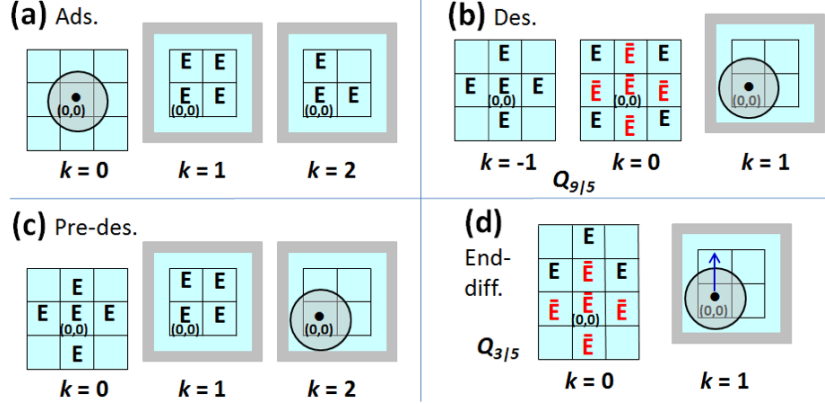 (a) Ads.
(0,0)
k = 0
E E
E E
(0,0)
k = 1
E
E E
(0,0)
k = 2
(b) Des.
E
E E E
(0,0)
E
k = -1
E Ē E
Ē Ē Ē
(0,0)
E Ē E
k = 0
Q9|5
(0,0)
k = 1
(c) Pre-des.
E
E E E
(0,0)
E
k = 0
E E
E E
(0,0)
k = 1
(0,0)
k = 2
(d)
End-
diff.
Q3|5
E
E Ē E
Ē Ē Ē
(0,0)
Ē
k = 0
(0,0)
k = 1